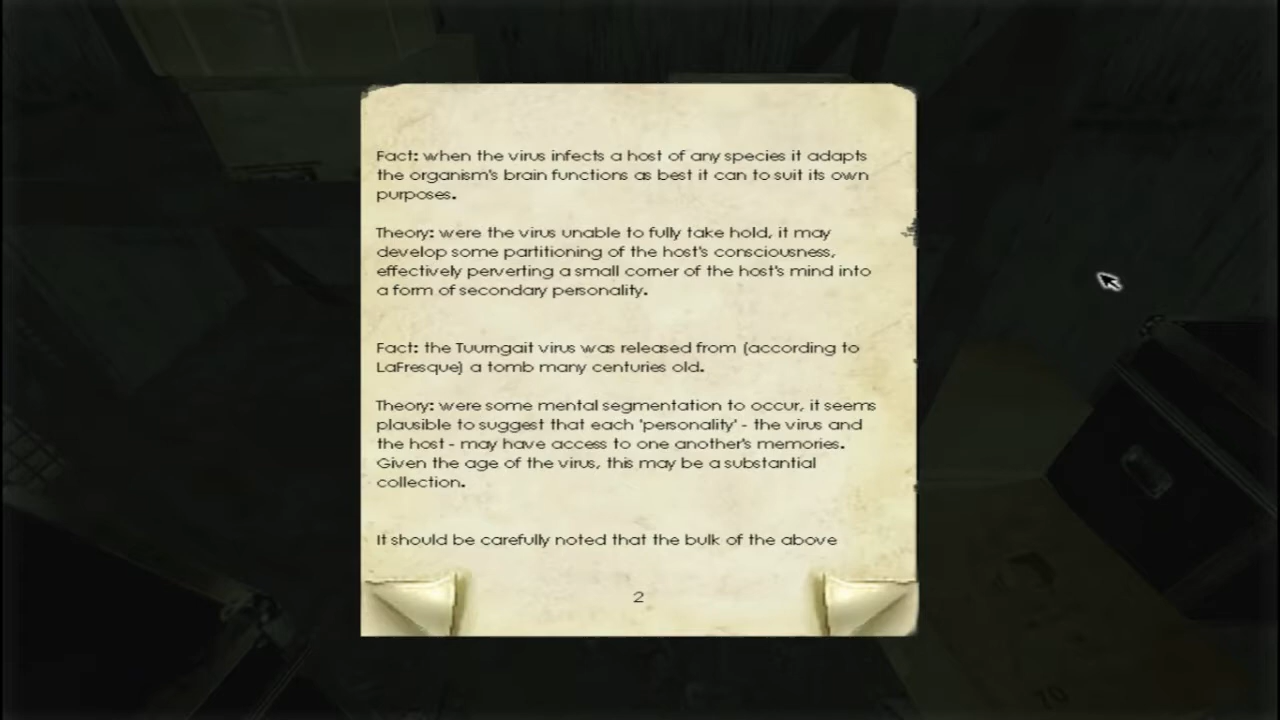 Fact: when the virus infects a host of any species it adapts
the organism's brain functions as best it can to suit its own
purposes.
Theory: were the virus unable to fully take hold, it may
develop some partitioning of the host's consciousness,
effectively perverting a small corner of the host's mind into
a form of secondary personality.
Fact: the Tuurngait virus was released from (according to
LaFresque) a tomb many centuries old.
Theory: were some mental segmentation to occur, it seems
plausible to suggest that each 'personality' - the virus and
the host - may have access to one another's memories.
Given the age of the virus, this may be a substantial
collection.
It should be carefully noted that the bulk of the above
2